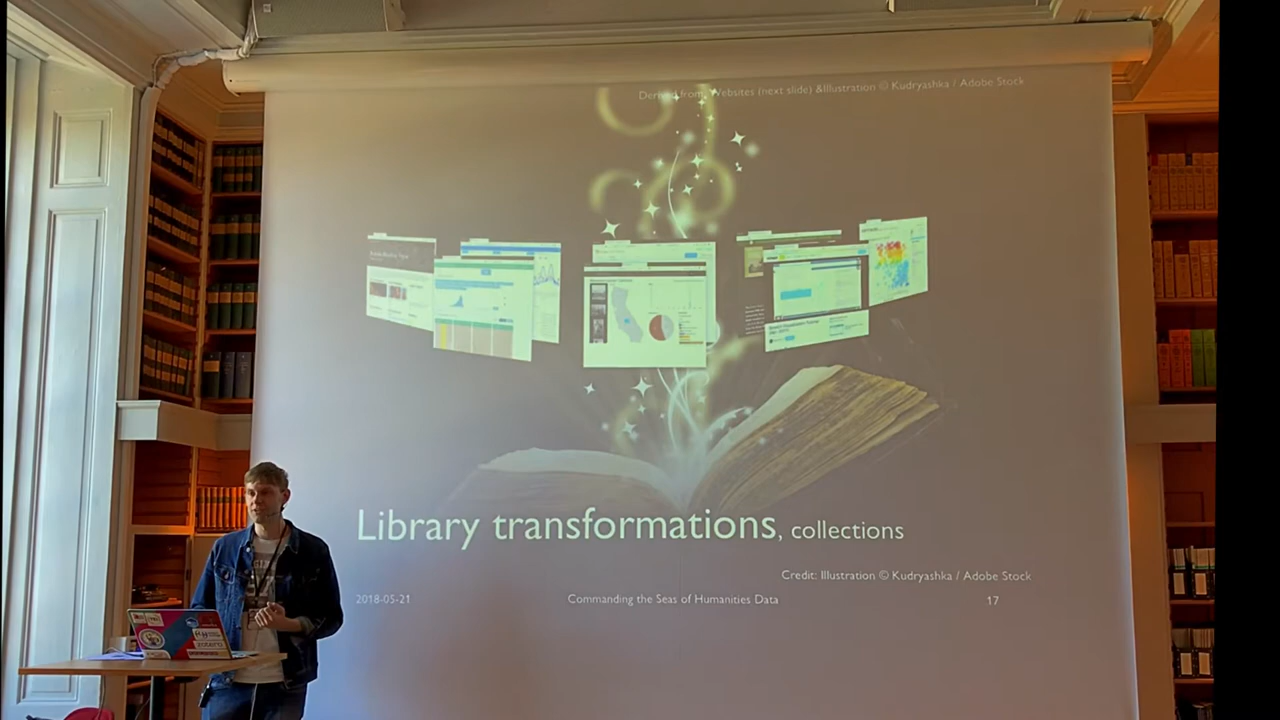 Derived from Websites (next slide) &Illustration © Kudryashka / Adobe Stock
Library transformations, collections
Credit: Illustration © Kudryashka / Adobe Stock
2018-05-21
Commanding the Seas of Humanities Data
17
zotero